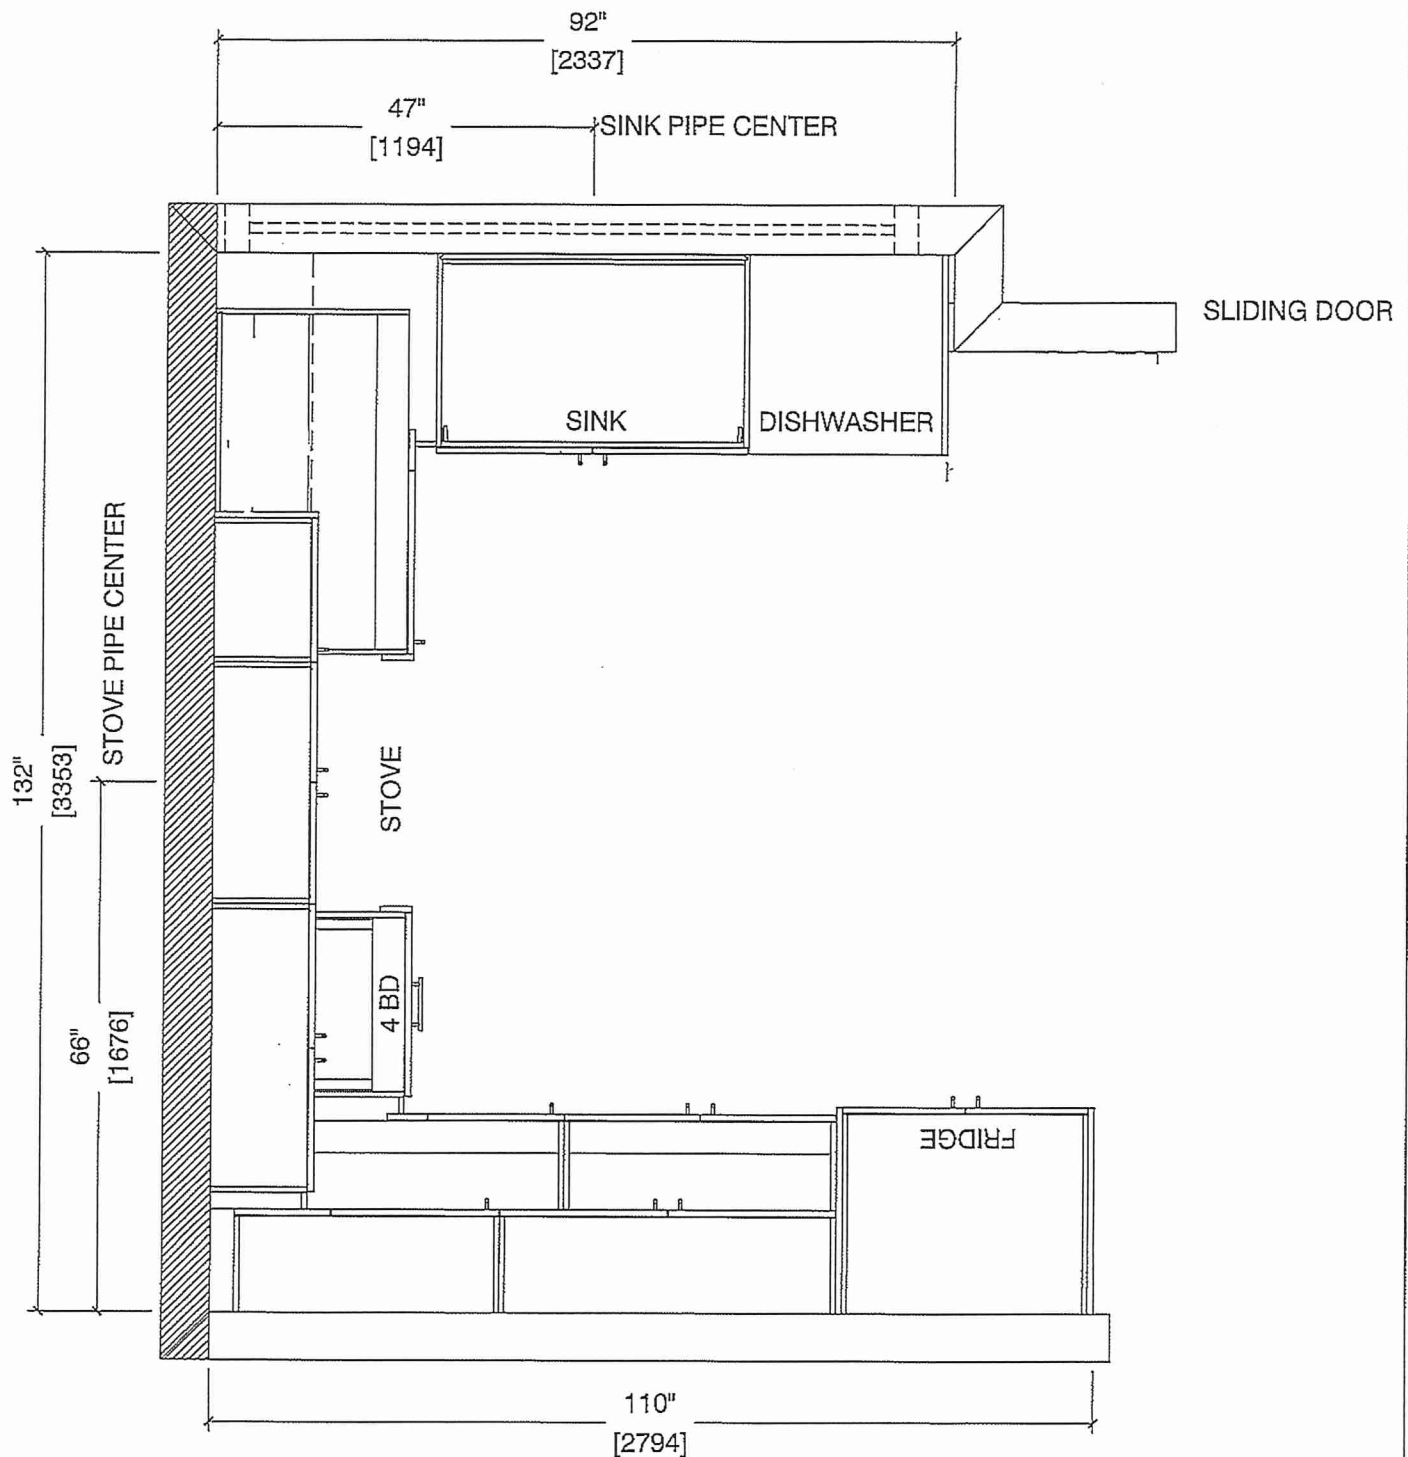 92"
[2337]
47"
[1194]
SINK PIPE CENTER
SLIDING DOOR
SINK
DISHWASHER
STOVE PIPE CENTER
132"
[3353]
STOVE
66"
[1676]
4 BD
FRIDGE
110"
[2794]